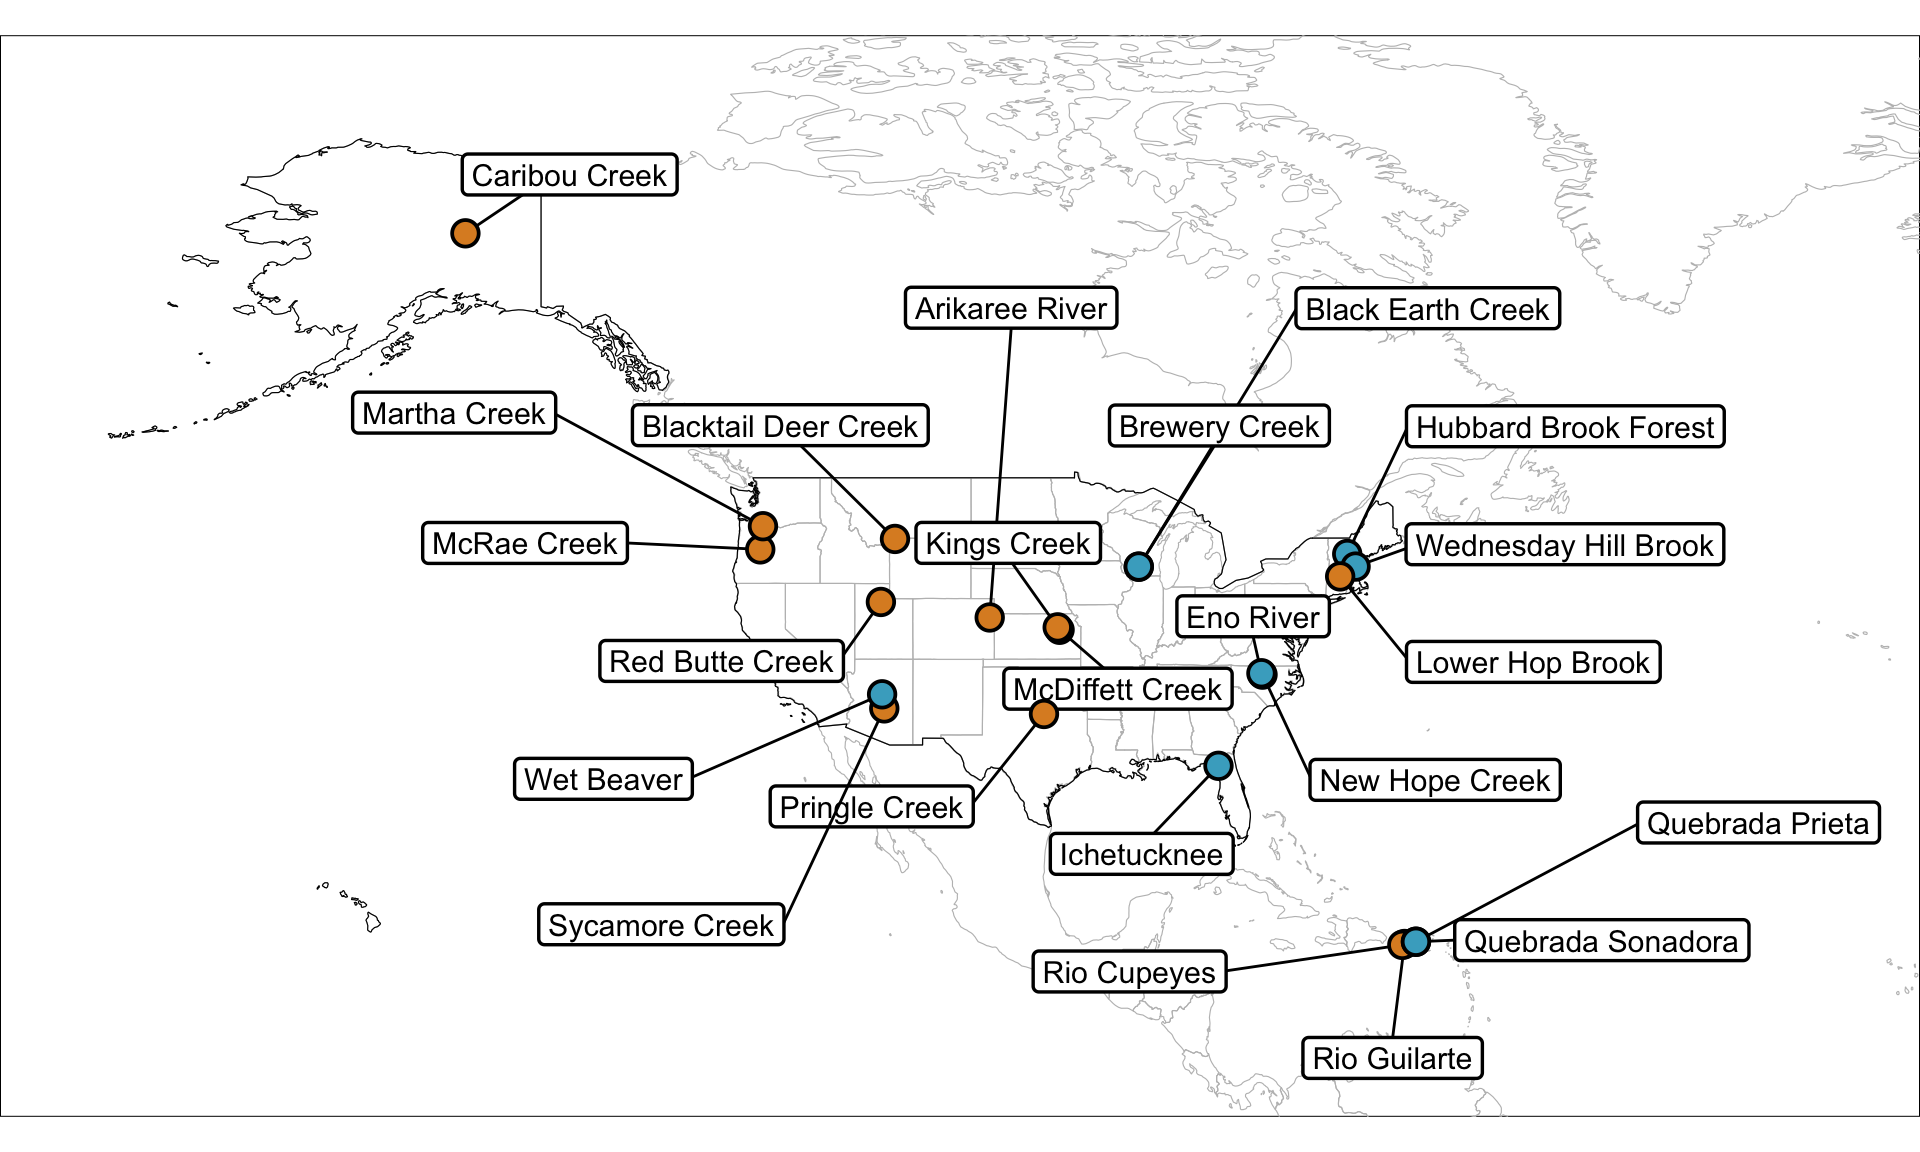 Caribou Creek
Arikaree River
Black Earth Creek
Martha Creek
Blacktail Deer Creek
Brewery Creek
Hubbard Brook Forest
McRae Creek
Kings Creek
Wednesday Hill Brook
Eno River
Red Butte Creek
Lower Hop Brook
McDiffett Creek
Wet Beaver
New Hope Creek
Pringle Creek
Quebrada Prieta
Ichetucknee
Sycamore Creek
Quebrada Sonadora
Rio Cupeyes
Rio Guilarte